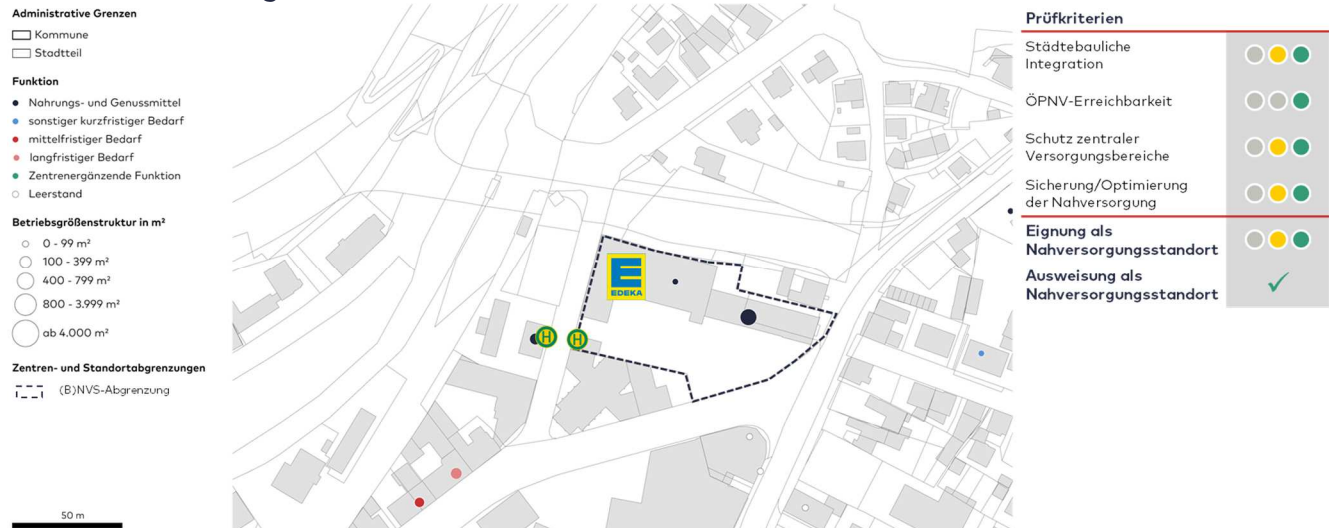 Administrative Grenzen
Kommune
Stadtteil
Funktion
Nahrungs- und Genussmittel
sonstiger kurzfristiger Bedarf
mittelfristiger Bedarf
langfristiger Bedarf
Zentrenergänzende Funktion
Leerstand
Betriebsgrößenstruktur in m²
0 - 99 m²
100 - 399 m²
400 - 799 m²
800 - 3.999 m²
ab 4.000 m²
Zentren- und Standortabgrenzungen
(B)NVS-Abgrenzung
50 m
E
EDEKA
H
H
Prüfkriterien
Städtebauliche
Integration
ÖPNV-Erreichbarkeit
Schutz zentraler
Versorgungsbereiche
Sicherung/Optimierung
der Nahversorgung
Eignung als
Nahversorgungsstandort
Ausweisung als
Nahversorgungsstandort